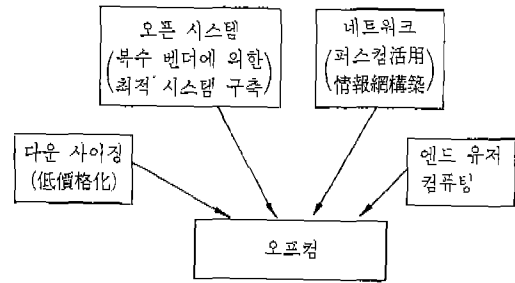 오픈 시스템
(복수 벤더에 의한
최적 시스템 구축)
네트워크
(퍼스컴活用
情報網構築)
다운 사이징
(低價格化)
엔드 유저
컴퓨팅
오프컴